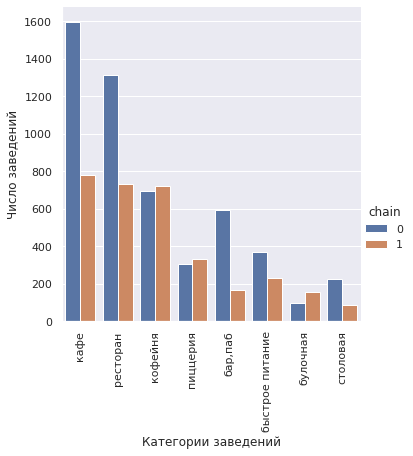 1600
1400
1200
1000
800
600
400
200
0
Число заведений
кафе
ресторан
кофейня
пиццерия
бар,паб
быстрое питание
булочная
столовая
Категории заведений
chain
0
1